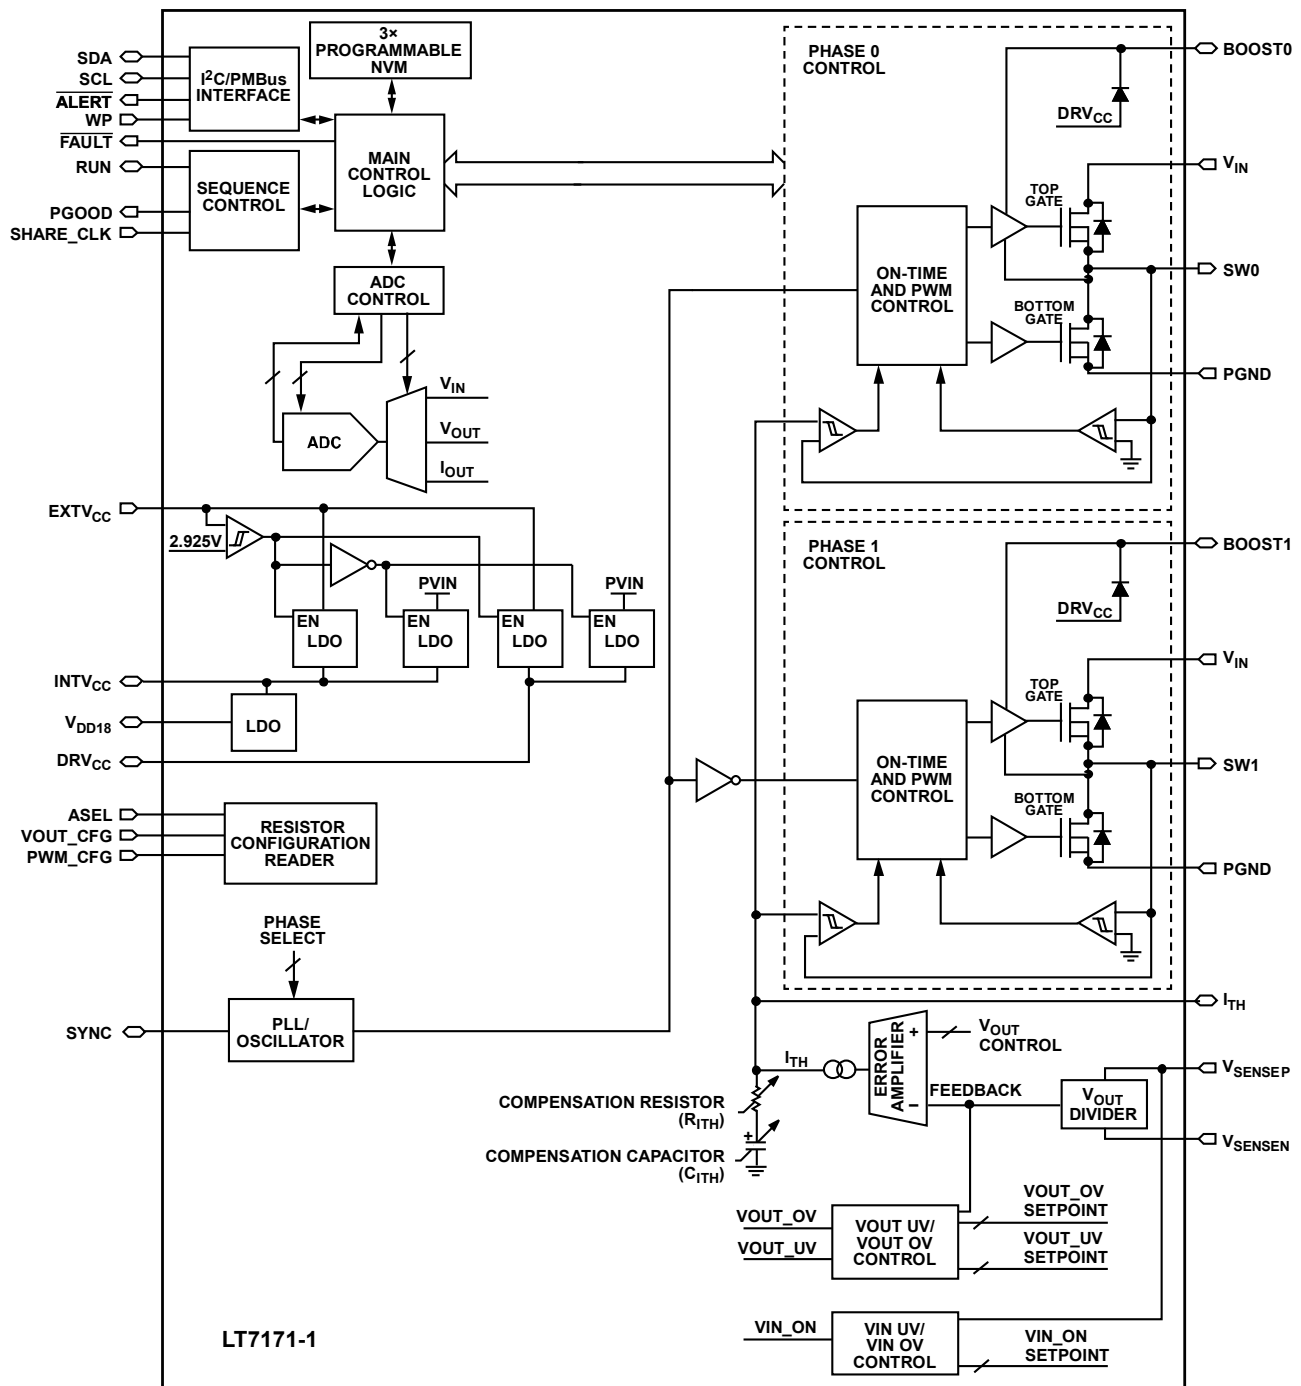 SDA
SCL
ALERT
WP
FAULT
RUN
PGOOD
SHARE_CLK
I2C/PMBus
INTERFACE
SEQUENCE
CONTROL
3×
PROGRAMMABLE
NVM
MAIN
CONTROL
LOGIC
ADC
CONTROL
ADC
VIN
VOUT
IOUT
EXTVCC
2.925V
PVIN
PVIN
EN
LDO
EN
LDO
EN
LDO
EN
LDO
INTVCC
VDD18
LDO
DRVCC
ASEL
VOUT_CFG
PWM_CFG
RESISTOR
CONFIGURATION
READER
PHASE
SELECT
SYNC
PLL/
OSCILLATOR
PHASE 0
CONTROL
BOOST0
DRVCC
VIN
TOP
GATE
ON-TIME
AND PWM
CONTROL
SW0
BOTTOM
GATE
PGND
PHASE 1
CONTROL
BOOST1
DRVCC
VIN
TOP
GATE
ON-TIME
AND PWM
CONTROL
SW1
BOTTOM
GATE
PGND
ITH
ITH
ERROR
AMPLIFIER
+
−
VOUT
CONTROL
FEEDBACK
VOUT
DIVIDER
VSENSEP
VSENSEN
COMPENSATION RESISTOR
(RITH)
+
COMPENSATION CAPACITOR
(CITH)
VOUT_OV
VOUT_UV
VOUT UV/
VOUT OV
CONTROL
VOUT_OV
SETPOINT
VOUT_UV
SETPOINT
VIN_ON
VIN UV/
VIN OV
CONTROL
VIN_ON
SETPOINT
LT7171-1